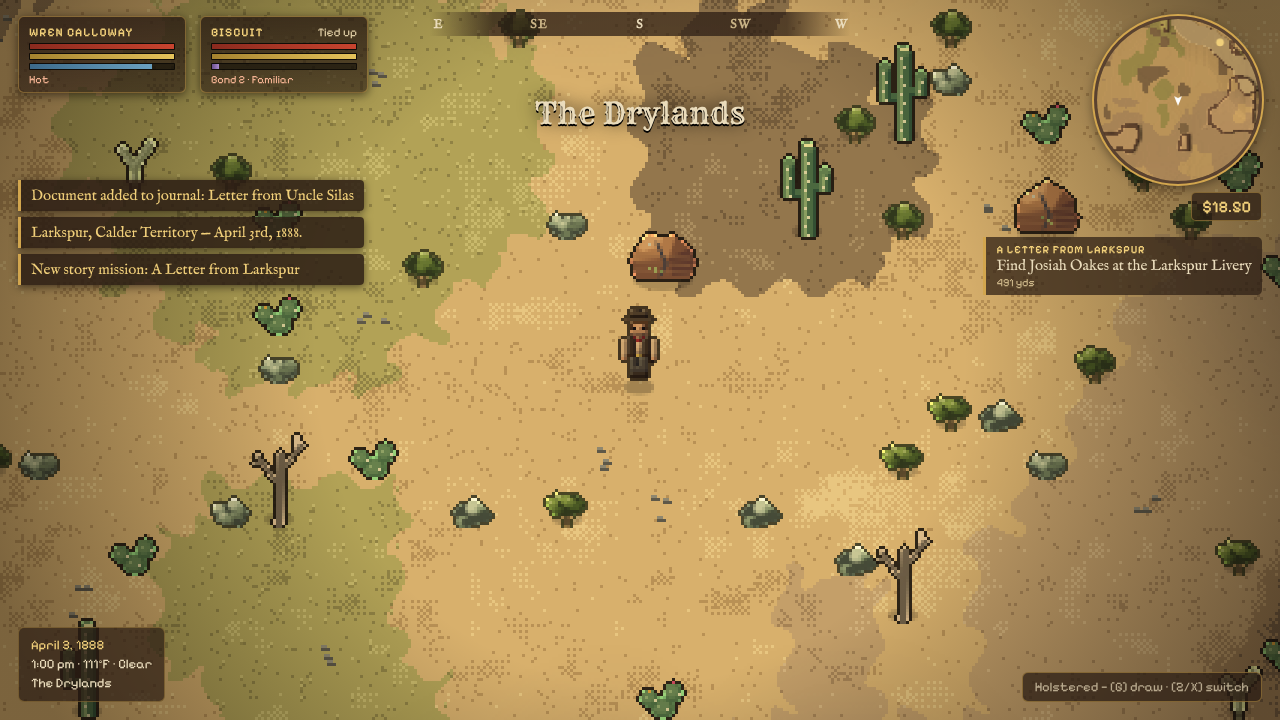 E SE S SW W
WREN CALLOWAY
Hot
BISCUIT Tied up
Bond 2 · Familiar
The Drylands
Document added to journal: Letter from Uncle Silas
Larkspur, Calder Territory — April 3rd, 1888.
New story mission: A Letter from Larkspur
$18.80
A LETTER FROM LARKSPUR
Find Josiah Oakes at the Larkspur Livery
491 yds
April 3, 1888
1:00 pm · 111°F · Clear
The Drylands
Holstered – (G) draw · (Z/X) switch